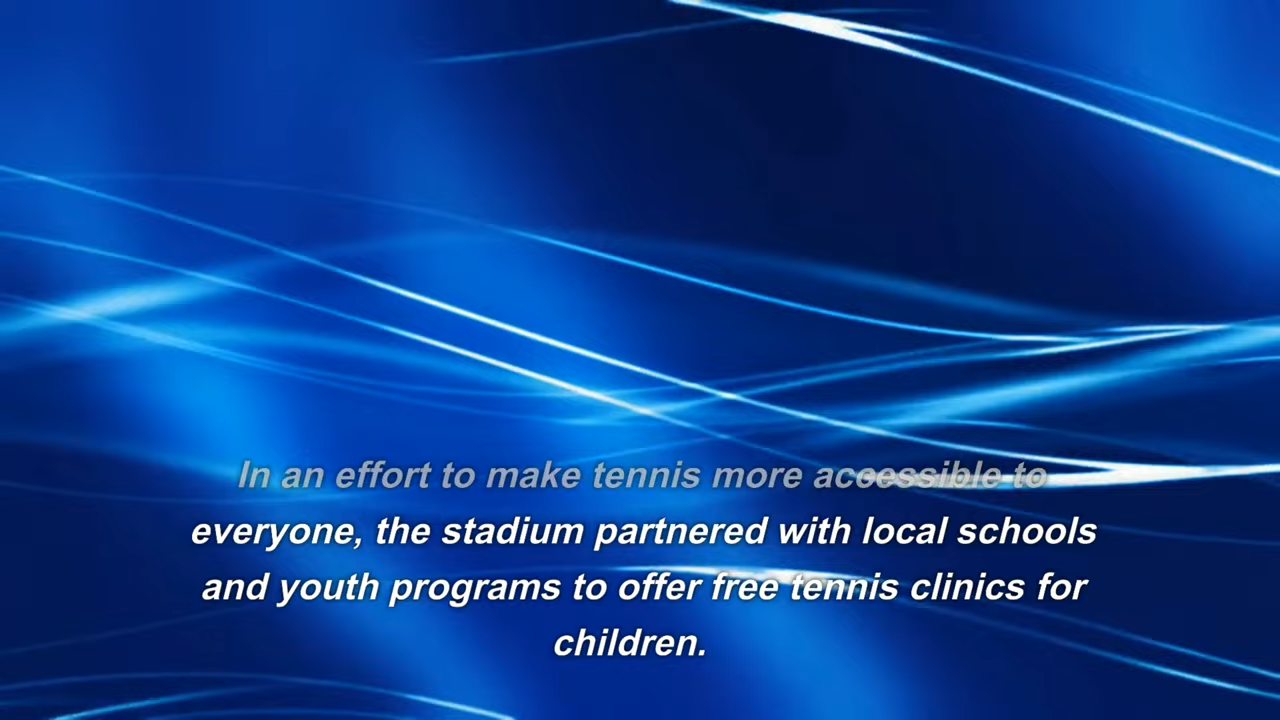 In an effort to make tennis more accessible to
everyone, the stadium partnered with local schools
and youth programs to offer free tennis clinics for
children.